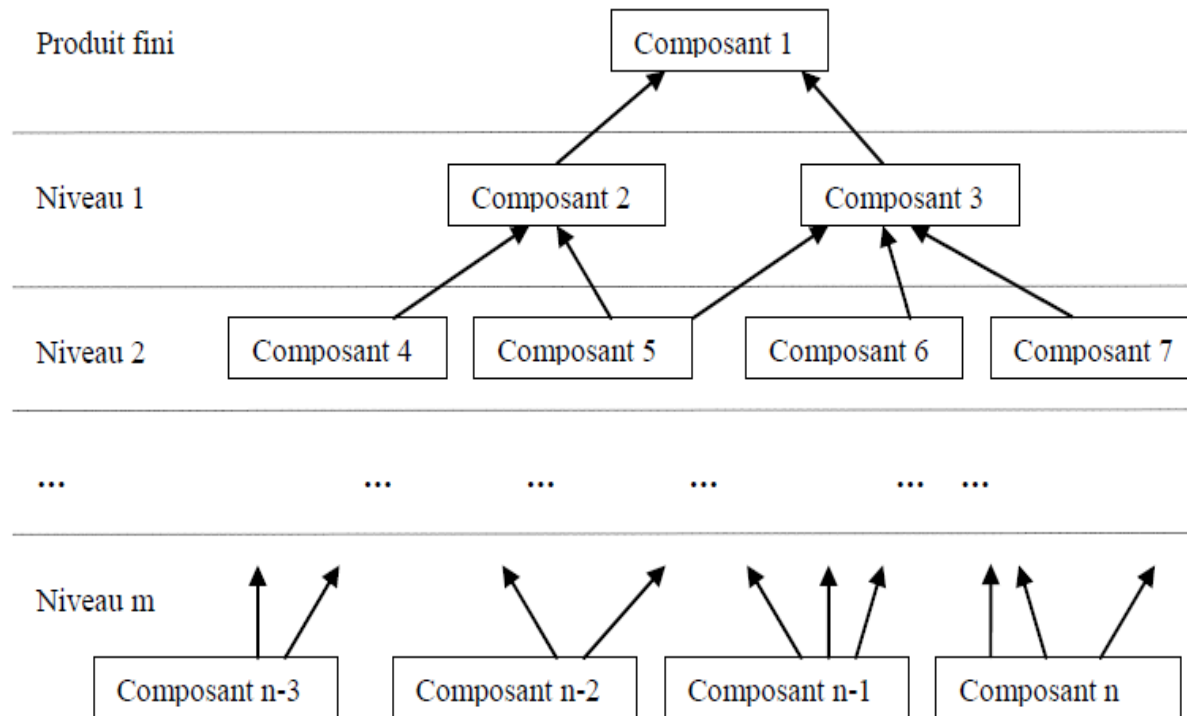 Produit fini
Composant 1
Niveau 1
Composant 2
Composant 3
Niveau 2
Composant 4
Composant 5
Composant 6
Composant 7
... ... ... ... ... ...
Niveau m
Composant n-3
Composant n-2
Composant n-1
Composant n